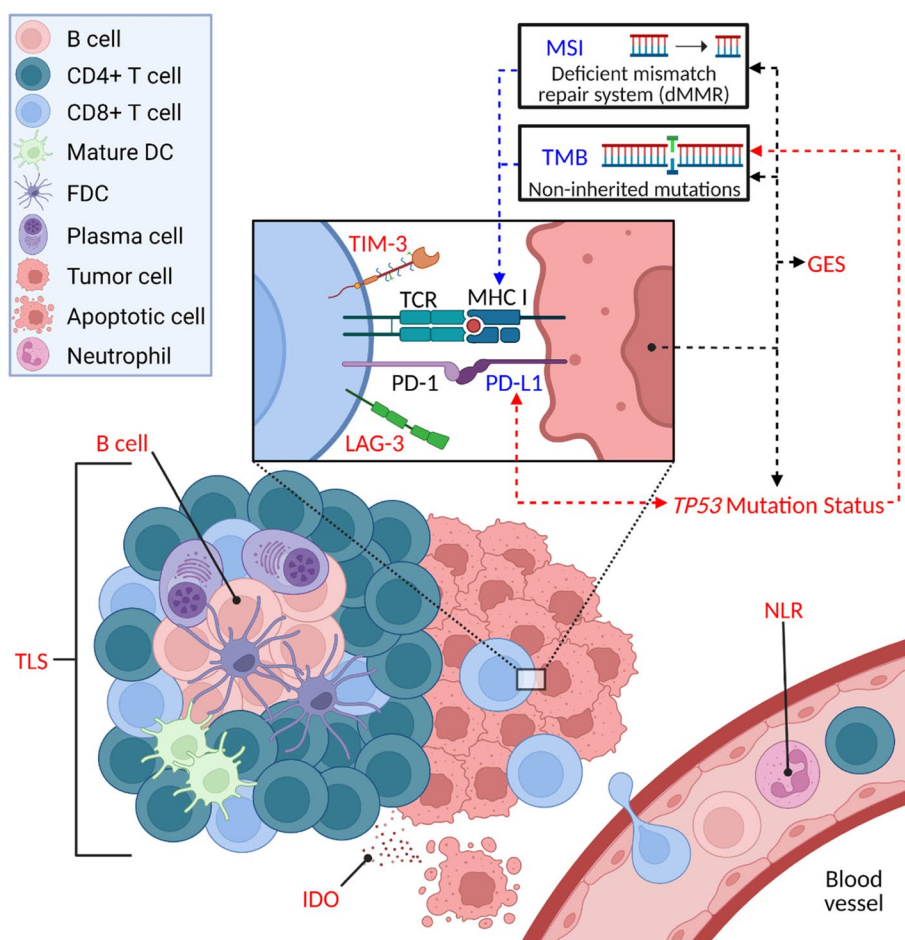 B cell
CD4+ T cell
CD8+ T cell
Mature DC
FDC
Plasma cell
Tumor cell
Apoptotic cell
Neutrophil
MSI
Deficient mismatch
repair system (dMMR)
TMB
Non-inherited mutations
GES
TIM-3
TCR
MHC I
PD-1
PD-L1
LAG-3
TP53 Mutation Status
B cell
TLS
NLR
IDO
Blood
vessel